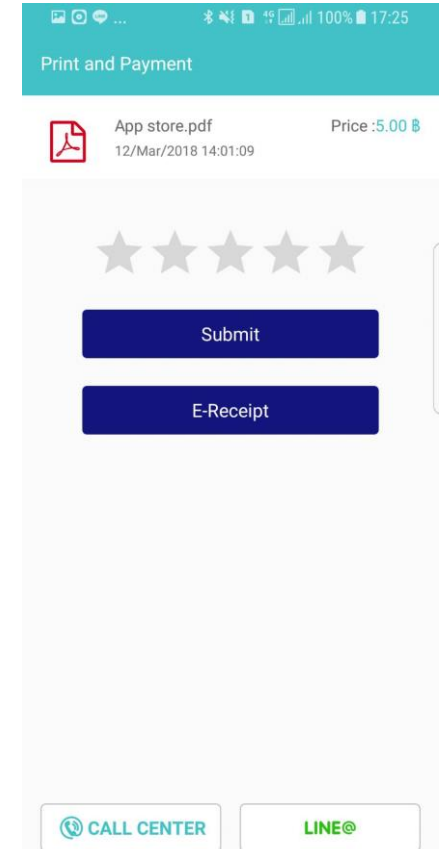 ... 4G 100% 17:25
Print and Payment
App store.pdf Price :5.00 ฿
12/Mar/2018 14:01:09
Submit
E-Receipt
CALL CENTER LINE@